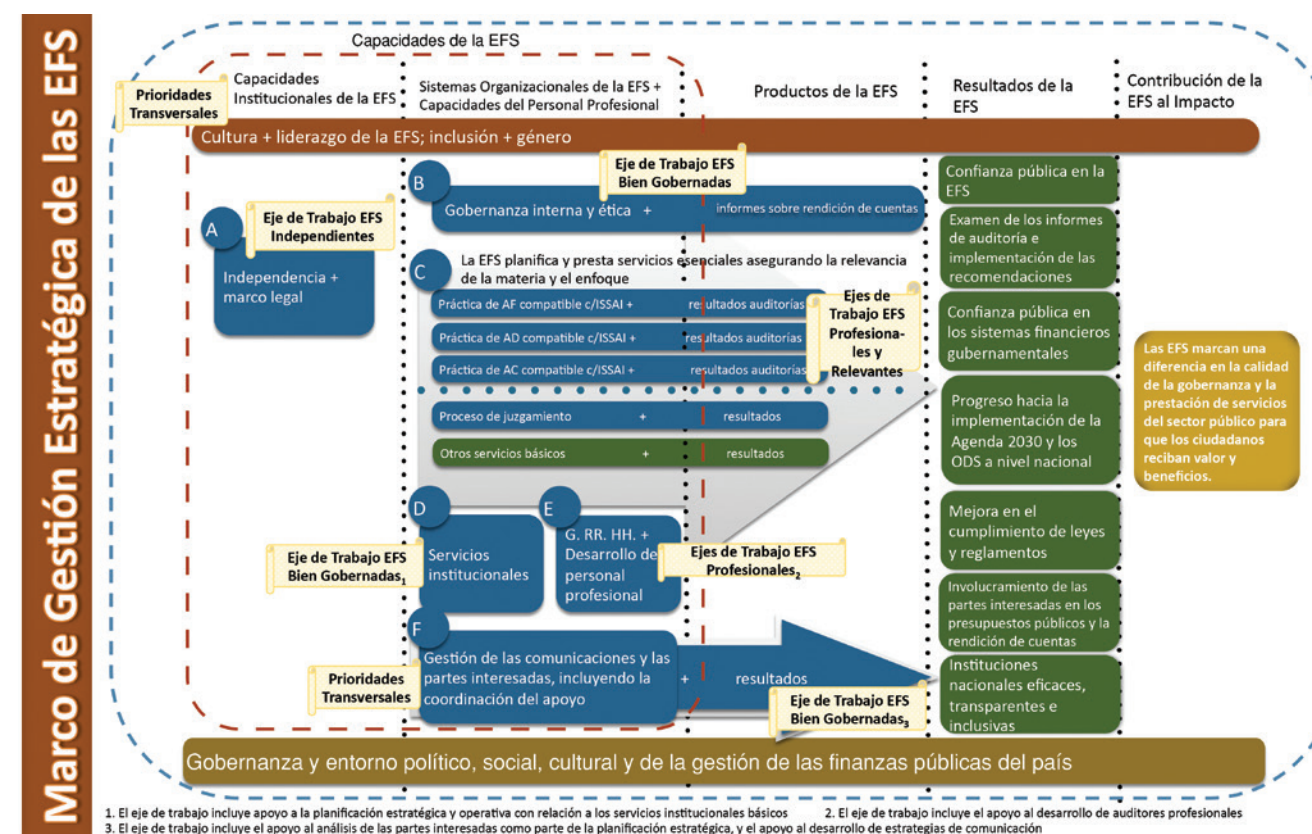 Marco de Gestión Estratégica de las EFS
Capacidades de la EFS
Prioridades
Transversales
Capacidades
Institucionales de la EFS
Sistemas Organizacionales de la EFS +
Capacidades del Personal Profesional
Productos de la EFS
Resultados de la
EFS
Contribución de la
EFS al Impacto
Cultura + liderazgo de la EFS; inclusión + género
A
Eje de Trabajo EFS
Independientes
Independencia +
marco legal
B
Eje de Trabajo EFS
Bien Gobernadas
Gobernanza interna y ética + informes sobre rendición de cuentas
C
La EFS planifica y presta servicios esenciales asegurando la relevancia
de la materia y el enfoque
Práctica de AF compatible c/ISSAI + resultados auditorías
Práctica de AD compatible c/ISSAI + resultados auditorías
Práctica de AC compatible c/ISSAI + resultados auditorías
Ejes de
Trabajo EFS
Profesiona-
les y
Relevantes
Proceso de juzgamiento + resultados
Otros servicios básicos + resultados
D
Servicios
institucionales
Eje de Trabajo EFS
Bien Gobernadas1
E
G. RR. HH. +
Desarrollo de
personal
profesional
Ejes de Trabajo EFS
Profesionales2
F
Gestión de las comunicaciones y las
partes interesadas, incluyendo la
coordinación del apoyo
+ resultados
Prioridades
Transversales
Eje de Trabajo EFS
Bien Gobernadas3
Confianza pública en la
EFS
Examen de los informes
de auditoría e
implementación de las
recomendaciones
Confianza pública en
los sistemas financieros
gubernamentales
Progreso hacia la
implementación de la
Agenda 2030 y los
ODS a nivel nacional
Mejora en el
cumplimiento de leyes
y reglamentos
Involucramiento de las
partes interesadas en los
presupuestos públicos y la
rendición de cuentas
Instituciones
nacionales eficaces,
transparentes e
inclusivas
Las EFS marcan una
diferencia en la calidad
de la gobernanza y la
prestación de servicios
del sector público para
que los ciudadanos
reciban valor y
beneficios.
Gobernanza y entorno político, social, cultural y de la gestión de las finanzas públicas del país
1. El eje de trabajo incluye apoyo a la planificación estratégica y operativa con relación a los servicios institucionales básicos 2. El eje de trabajo incluye el apoyo al desarrollo de auditores profesionales
3. El eje de trabajo incluye el apoyo al análisis de las partes interesadas como parte de la planificación estratégica, y el apoyo al desarrollo de estrategias de comunicación